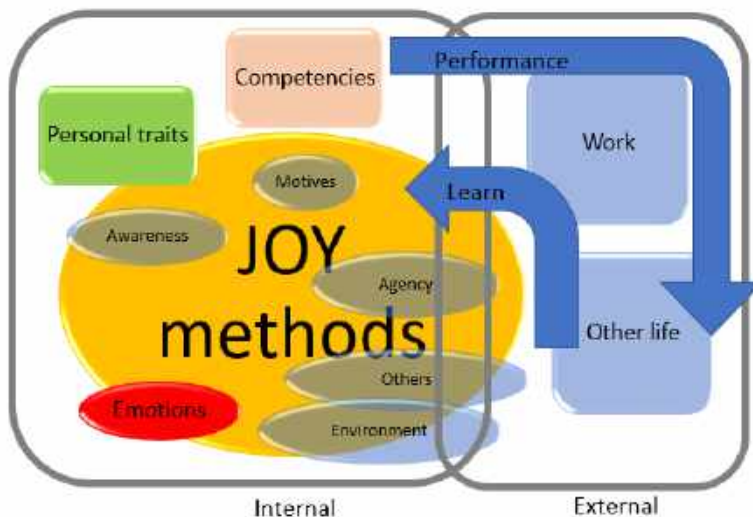 Competencies
Performance
Personal traits
Work
Motives
Learn
Awareness
JOY
methods
Agency
Other life
Others
Emotions
Environment
Internal
External